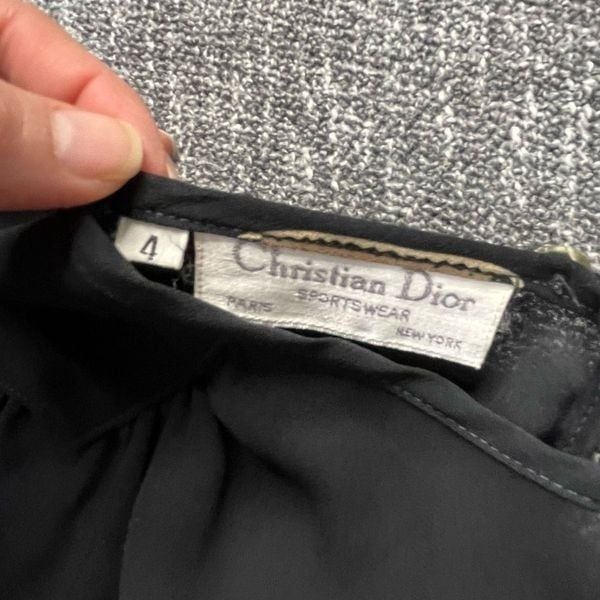 4
Christian Dior
SPORTSWEAR
PARIS
NEW YORK